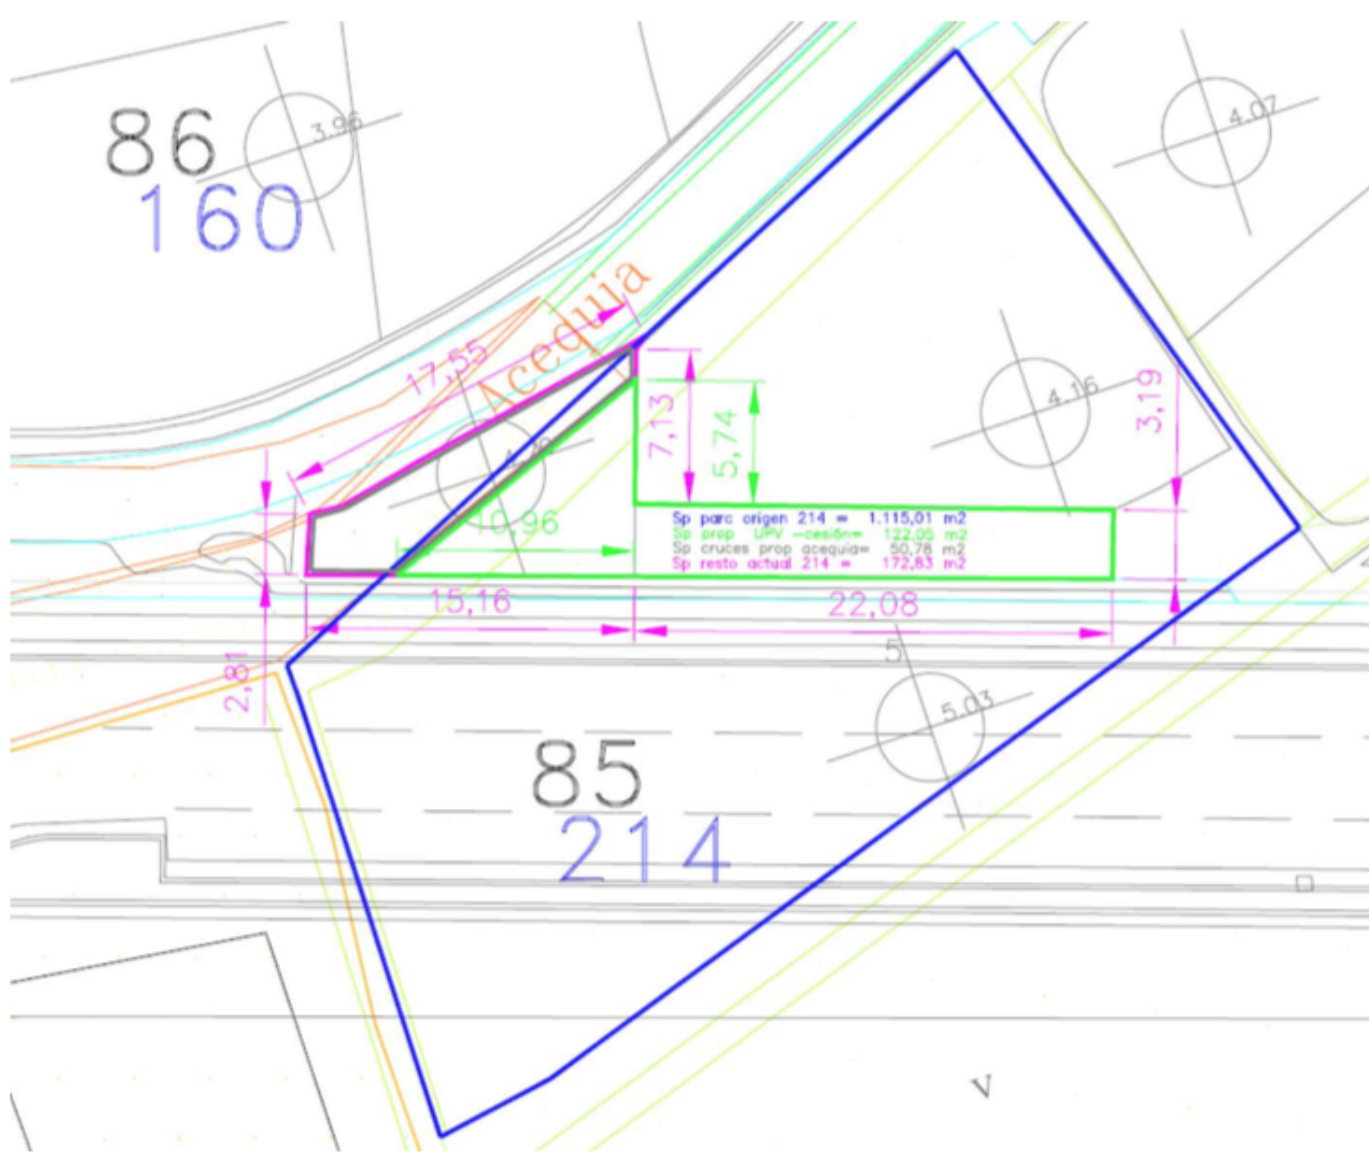 86
3.96
160
4.07
Acequia
17,55
7,13
5,74
4.16
3,19
10,96
Sp parc origen 214 = 1.115,01 m2
Sp prop UPV -cesión= 122,05 m2
Sp cruces prop acequia= 50,78 m2
Sp resto actual 214 = 172,83 m2
15,16
22,08
2,81
5
5.03
85
214
V